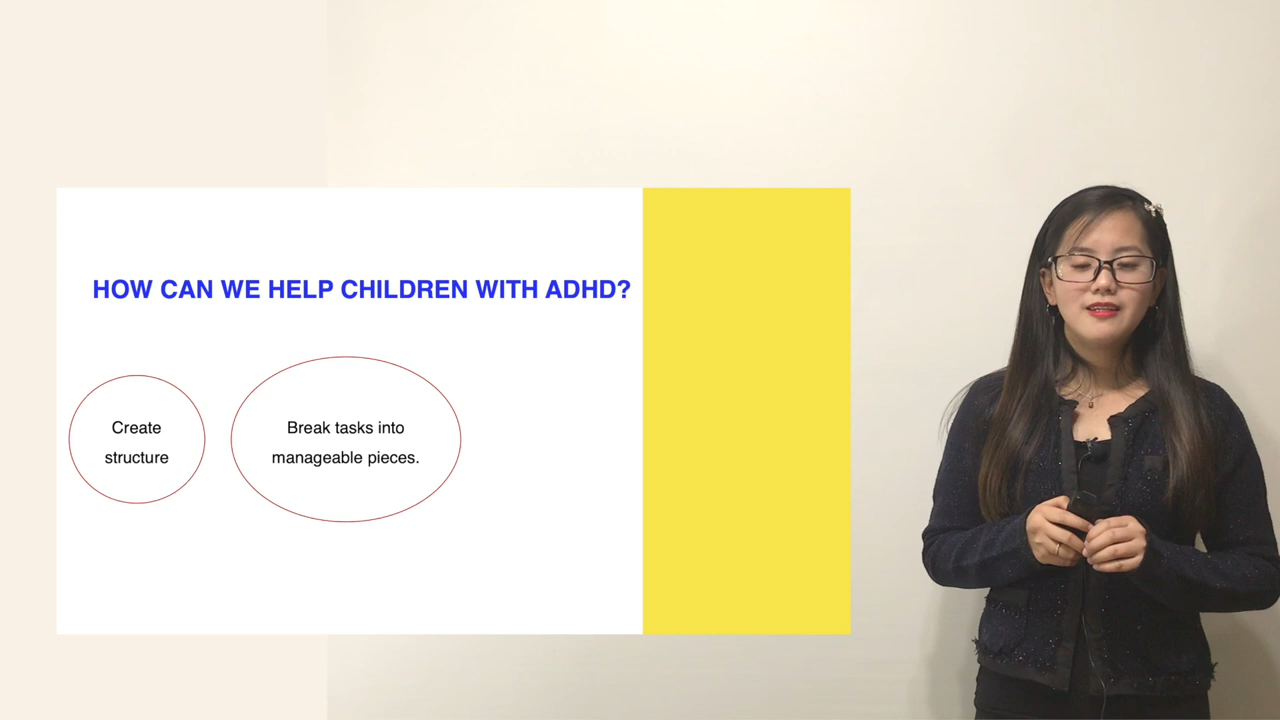 HOW CAN WE HELP CHILDREN WITH ADHD?
Create
structure
Break tasks into
manageable pieces.